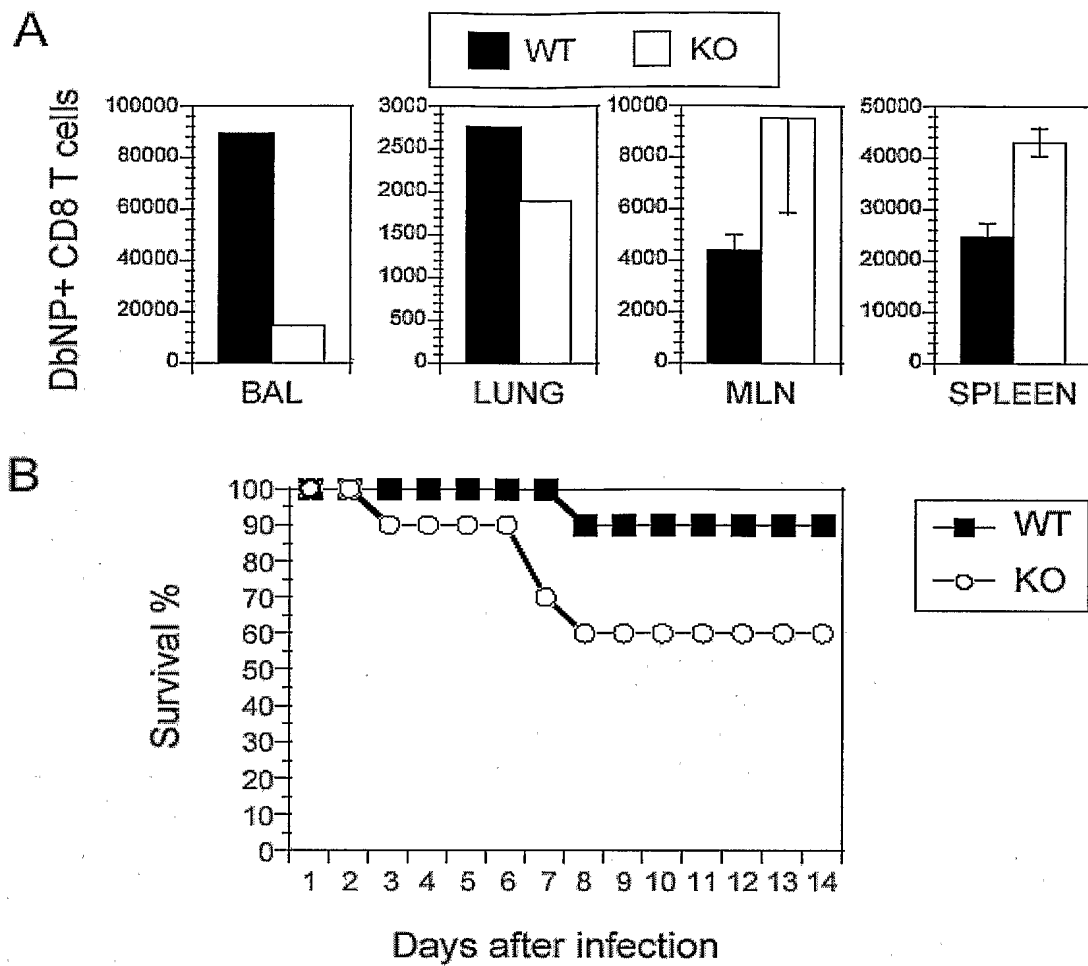 A
WT KO
DbNP+ CD8 T cells
100000
80000
60000
40000
20000
0
BAL
3000
2500
2000
1500
1000
500
0
LUNG
10000
8000
6000
4000
2000
0
MLN
50000
40000
30000
20000
10000
0
SPLEEN
B
Survival %
100
90
80
70
60
50
40
30
20
10
0
1 2 3 4 5 6 7 8 9 10 11 12 13 14
Days after infection
WT
KO